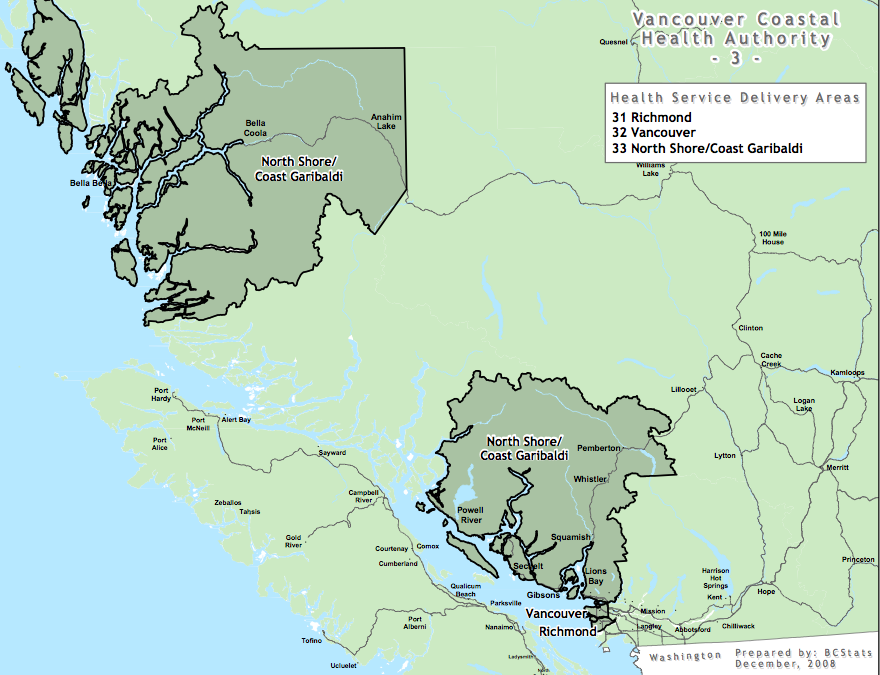 Vancouver Coastal
Health Authority
- 3 -
Quesnel
Health Service Delivery Areas
31 Richmond
32 Vancouver
33 North Shore/Coast Garibaldi
Williams
Lake
Bella
Coola
Anahim
Lake
North Shore/
Coast Garibaldi
Bella Bella
100 Mile
House
Clinton
Cache
Creek
Kamloops
Lillooet
Logan
Lake
Port
Hardy
Port
McNeill
Alert Bay
Port
Alice
Sayward
North Shore/
Coast Garibaldi
Pemberton
Lytton
Merritt
Whistler
Zeballos
Tahsis
Campbell
River
Powell
River
Gold
River
Squamish
Courtenay
Comox
Cumberland
Sechelt
Lions
Bay
Princeton
Harrison
Hot
Springs
Kent
Hope
Qualicum
Beach
Gibsons
Parksville
Vancouver
Mission
Port
Alberni
Nanaimo
Richmond
Langley
Abbotsford
Chilliwack
Tofino
Ucluelet
Ladysmith
North
Washington
Prepared by: BCStats
December, 2008